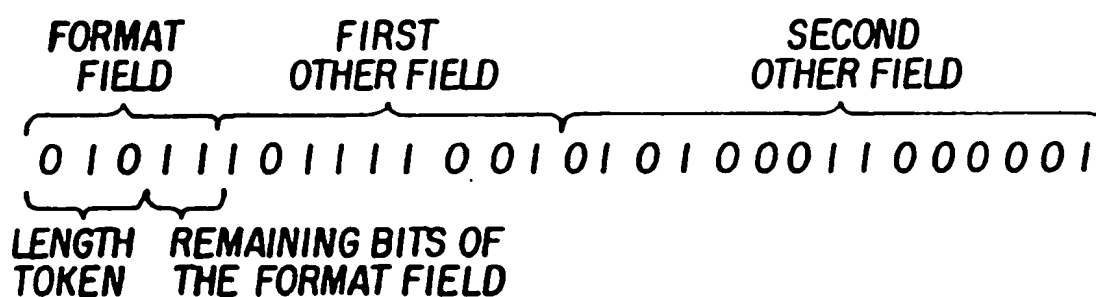 FORMAT FIELD
FIRST OTHER FIELD
SECOND OTHER FIELD
0 1 0 1 1 1 0 1 1 1 1 0 0 1 0 1 0 1 0 0 0 1 1 0 0 0 0 0 1
LENGTH TOKEN
REMAINING BITS OF THE FORMAT FIELD